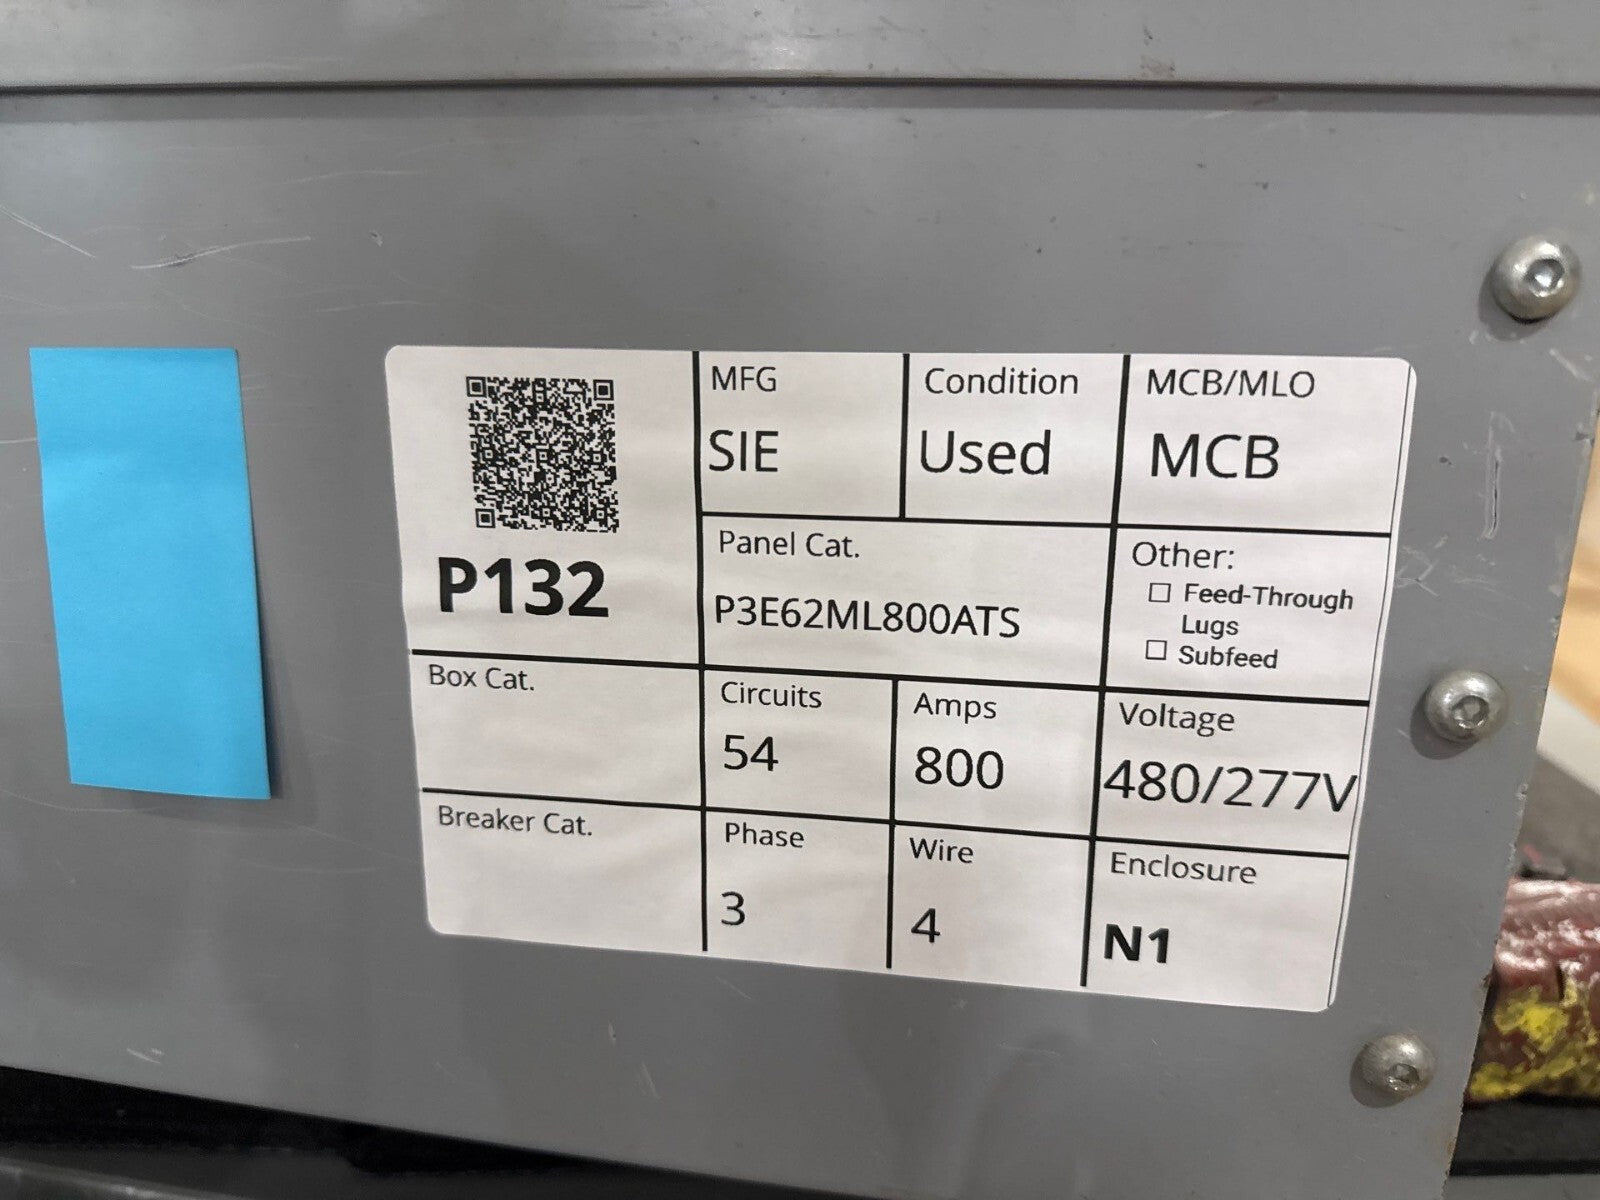 P132
MFG
SIE
Condition
Used
MCB/MLO
MCB
Panel Cat.
P3E62ML800ATS
Other:
☐ Feed-Through
Lugs
☐ Subfeed
Box Cat.
Circuits
54
Amps
800
Voltage
480/277V
Breaker Cat.
Phase
3
Wire
4
Enclosure
N1